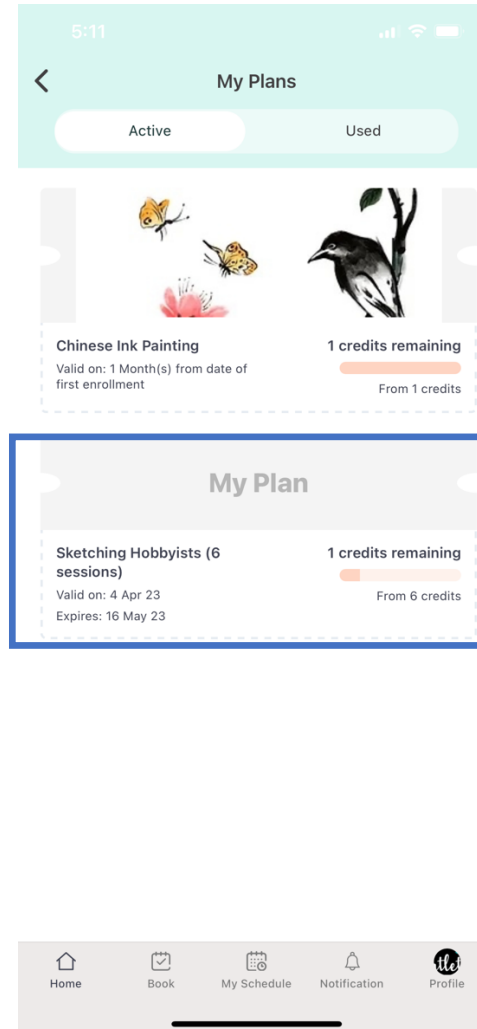 5:11
My Plans
Active
Used
Chinese Ink Painting
1 credits remaining
Valid on: 1 Month(s) from date of
first enrollment
From 1 credits
My Plan
Sketching Hobbyists (6
sessions)
1 credits remaining
Valid on: 4 Apr 23
From 6 credits
Expires: 16 May 23
Home
Book
My Schedule
Notification
tlet
Profile